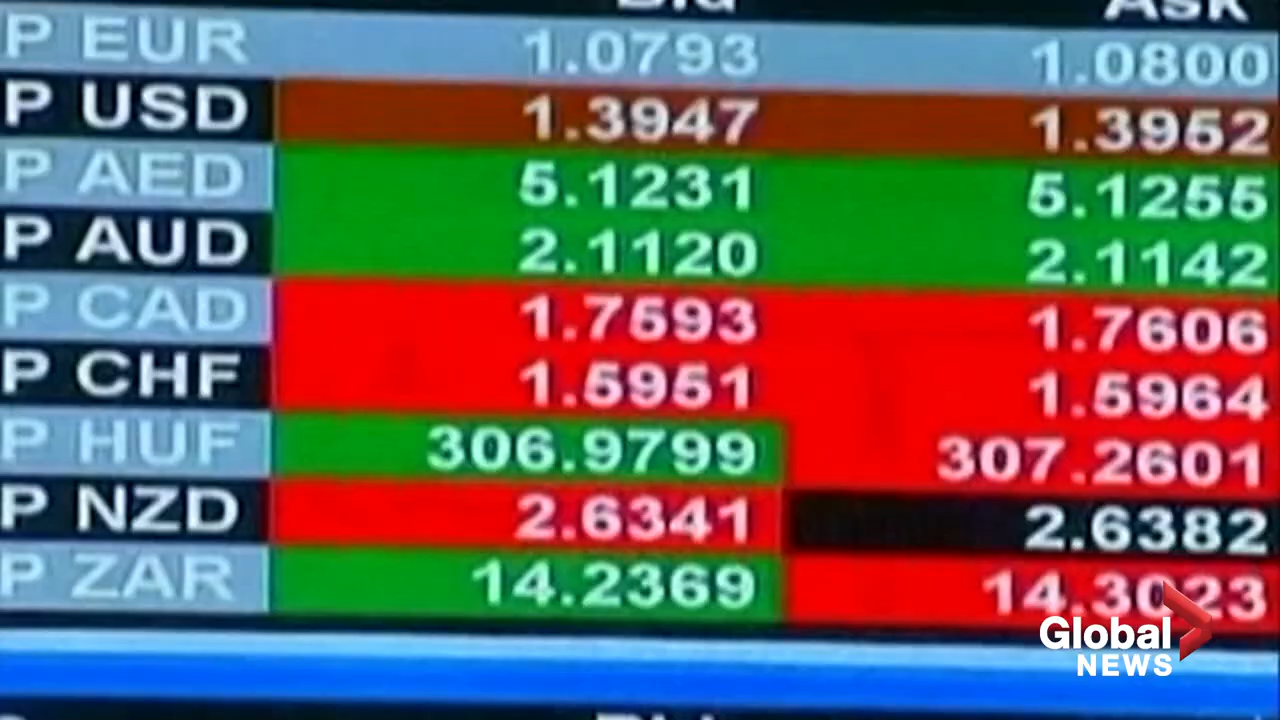 Bid Ask
P EUR 1.0793 1.0800
P USD 1.3947 1.3952
P AED 5.1231 5.1255
P AUD 2.1120 2.1142
P CAD 1.7593 1.7606
P CHF 1.5951 1.5964
P HUF 306.9799 307.2601
P NZD 2.6341 2.6382
P ZAR 14.2369 14.3023
Global
NEWS